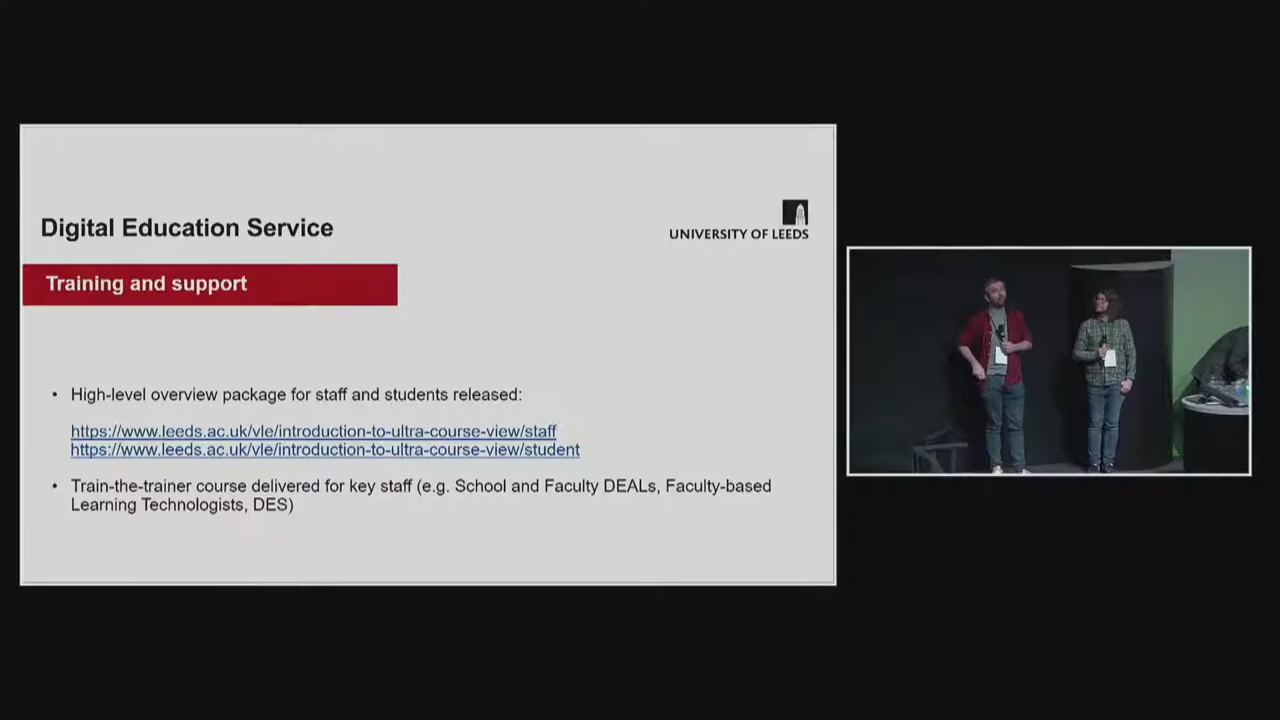 Digital Education Service
UNIVERSITY OF LEEDS
Training and support
• High-level overview package for staff and students released:
https://www.leeds.ac.uk/vle/introduction-to-ultra-course-view/staff
https://www.leeds.ac.uk/vle/introduction-to-ultra-course-view/student
• Train-the-trainer course delivered for key staff (e.g. School and Faculty DEALs, Faculty-based
Learning Technologists, DES)